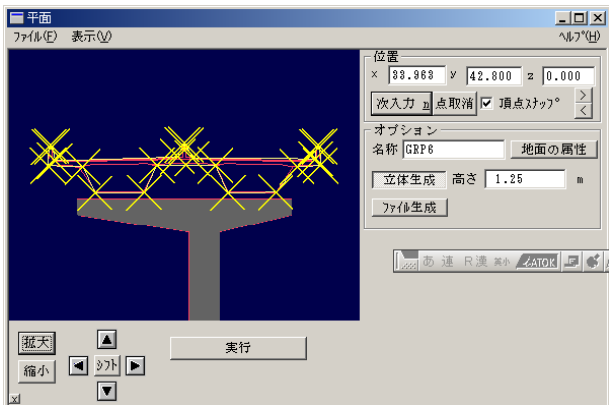 平面
ファイル(F) 表示(V) ヘルプ(H)
位置
x 33.963 y 42.800 z 0.000
次入力 n 点取消 頂点スナップ
オプション
名称 GRP6 地面の属性
立体生成 高さ 1.25 m
ファイル生成
あ 連 R漢 英小 ATOK
拡大 シフト 実行
縮小